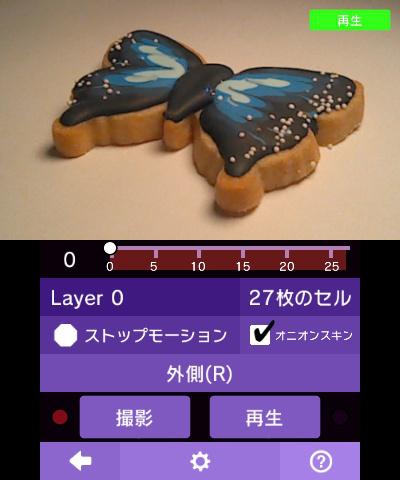 再生
0
0 5 10 15 20 25
Layer 0 27枚のセル
ストップモーション オニオンスキン
外側(R)
撮影 再生
?